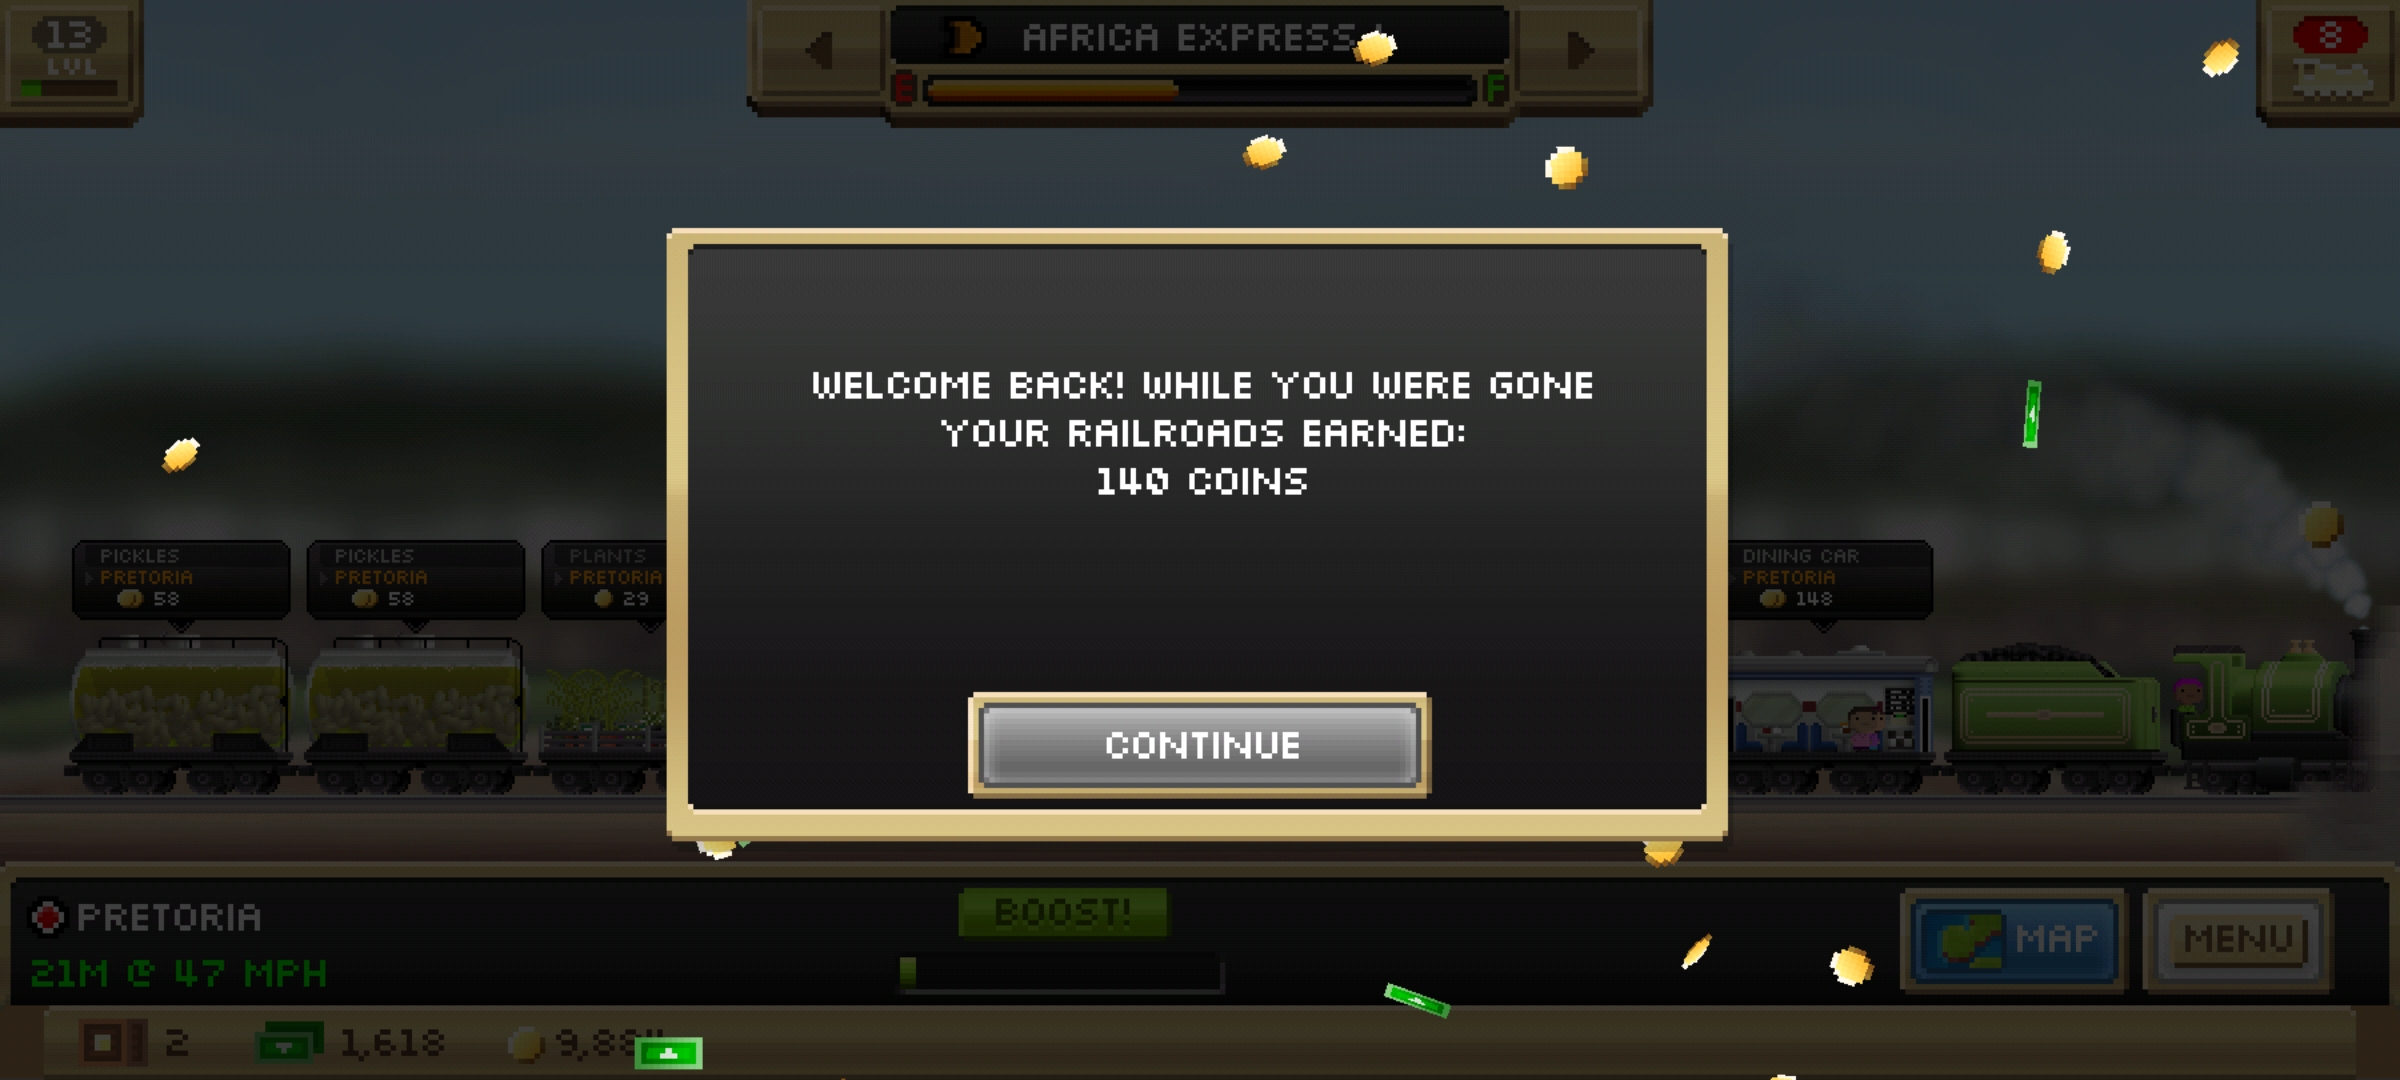 13
LVL
AFRICA EXPRESS
E
F
8
WELCOME BACK! WHILE YOU WERE GONE
YOUR RAILROADS EARNED:
140 COINS
CONTINUE
PICKLES
PRETORIA
58
PICKLES
PRETORIA
58
PLANTS
PRETORIA
29
DINING CAR
PRETORIA
148
PRETORIA
21M @ 47 MPH
BOOST!
MAP
MENU
2
1,618